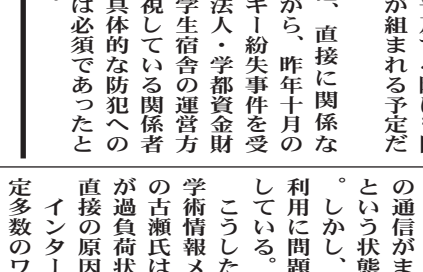 が組まれる予定だ
、直接に関係な
から、昨年十月の
キー紛失事件を受
法人・学都資金財
学生宿舎の運営方
視している関係者
具体的な防犯への
は必須であったと
の通信がま
という状態
。しかし、
利用に問題
している。
こうした
学術情報メ
の古瀬氏は
が過負荷状
直接の原因
インター
定多数のワ